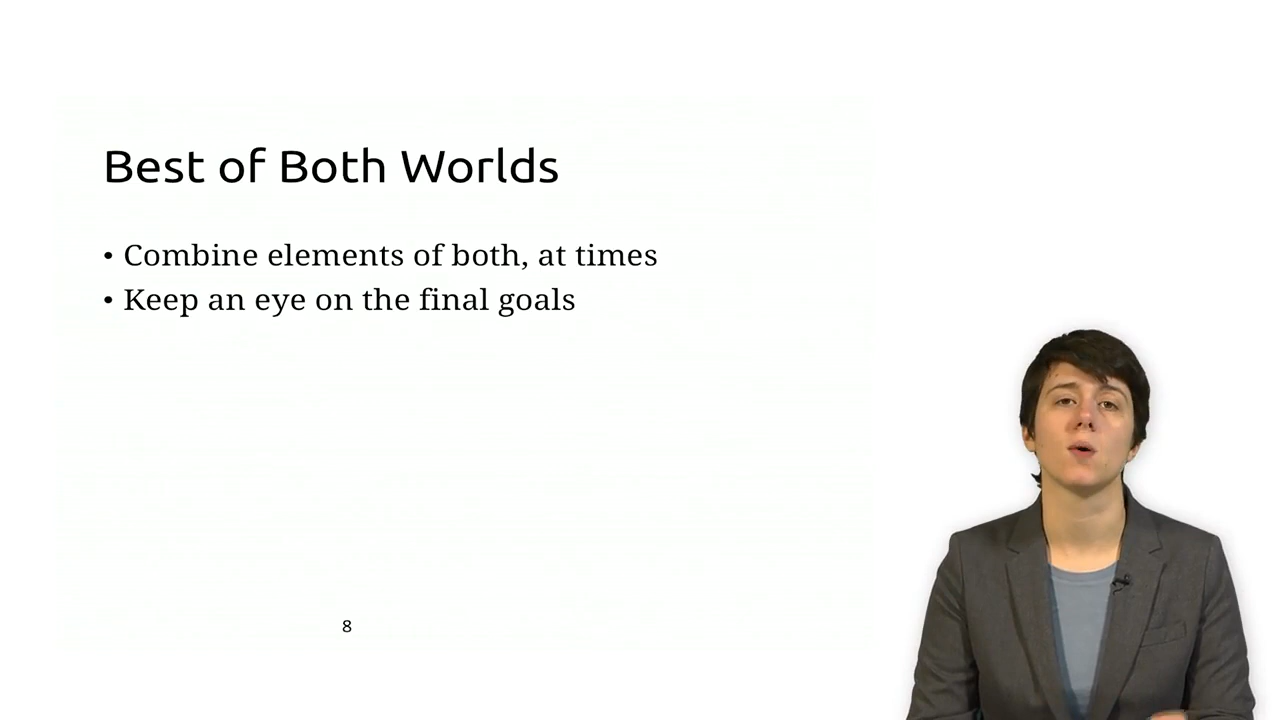 Best of Both Worlds
• Combine elements of both, at times
• Keep an eye on the final goals
8